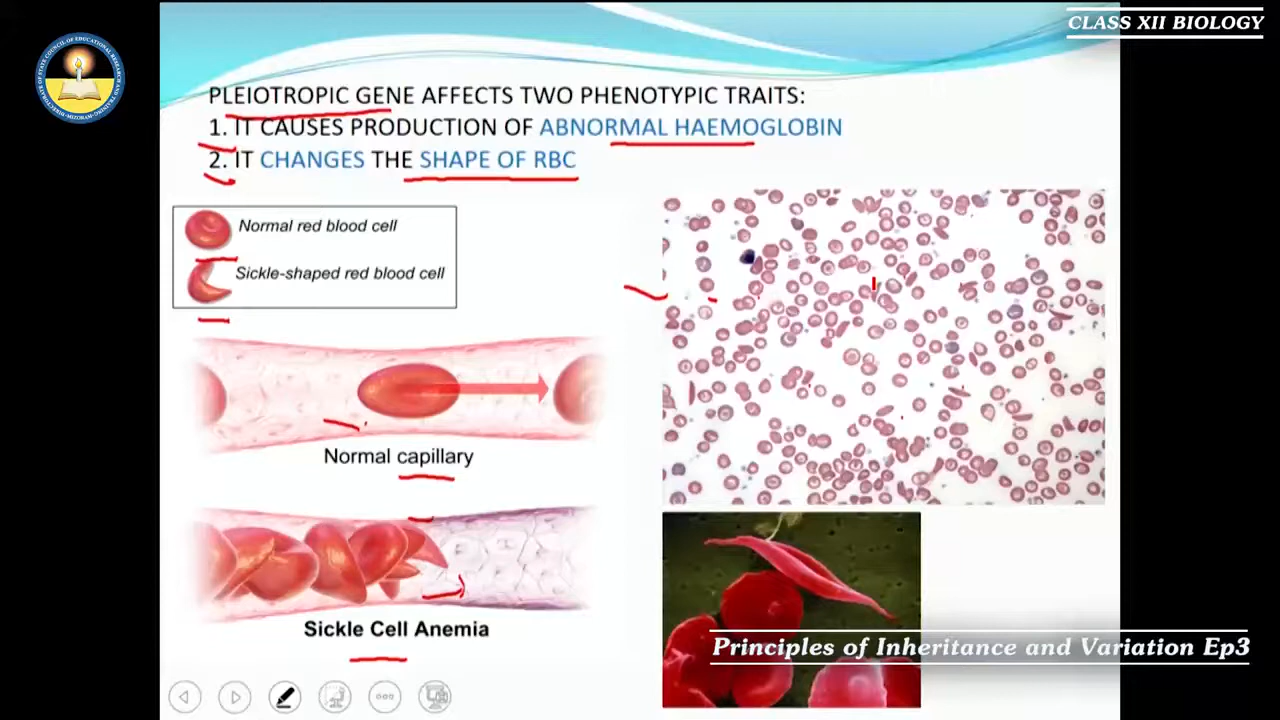 CLASS XII BIOLOGY
PLEIOTROPIC GENE AFFECTS TWO PHENOTYPIC TRAITS:
1. IT CAUSES PRODUCTION OF ABNORMAL HAEMOGLOBIN
2. IT CHANGES THE SHAPE OF RBC
Normal red blood cell
Sickle-shaped red blood cell
Normal capillary
Sickle Cell Anemia
Principles of Inheritance and Variation Ep3